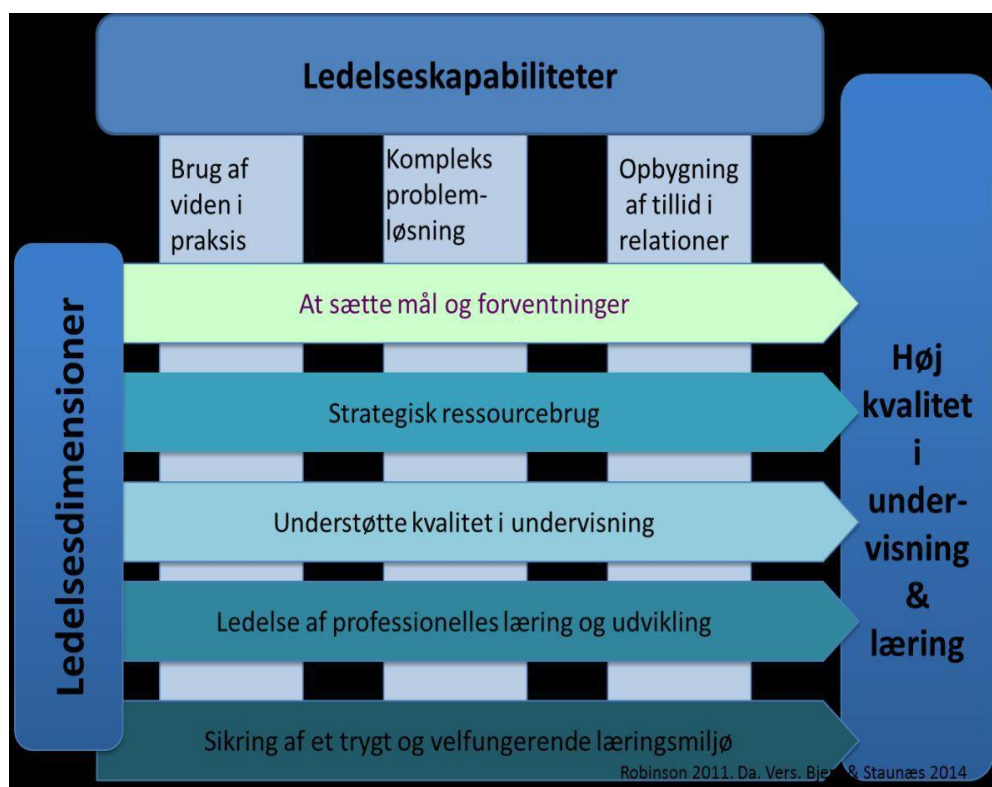 Ledelseskapabiliteter
Brug af
viden i
praksis
Kompleks
problem-
løsning
Opbygning
af tillid i
relationer
Ledelsesdimensioner
At sætte mål og forventninger
Strategisk ressourcebrug
Understøtte kvalitet i undervisning
Ledelse af professionelles læring og udvikling
Sikring af et trygt og velfungerende læringsmiljø
Høj
kvalitet
i
under-
visning
&
læring
Robinson 2011. Da. Vers. & Staunæs 2014